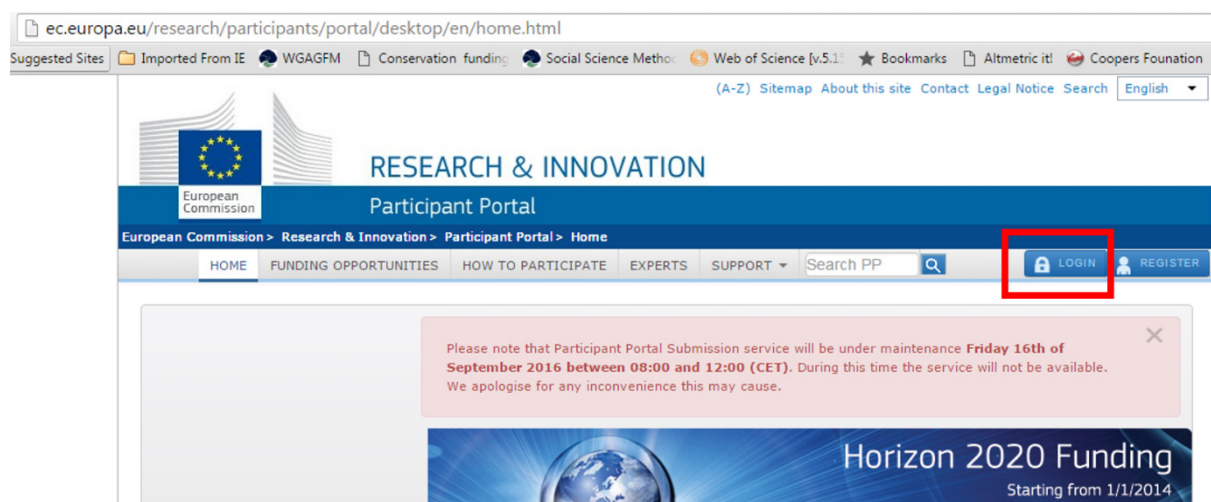 ec.europa.eu/research/participants/portal/desktop/en/home.html
Suggested Sites Imported From IE WGAGFM Conservation funding Social Science Method Web of Science [v.5.1 Bookmarks Altmetric it! Coopers Founation
(A-Z) Sitemap About this site Contact Legal Notice Search English
RESEARCH & INNOVATION
European
Commission
Participant Portal
European Commission > Research & Innovation > Participant Portal > Home
HOME FUNDING OPPORTUNITIES HOW TO PARTICIPATE EXPERTS SUPPORT Search PP LOGIN REGISTER
Please note that Participant Portal Submission service will be under maintenance Friday 16th of
September 2016 between 08:00 and 12:00 (CET). During this time the service will not be available.
We apologise for any inconvenience this may cause.
Horizon 2020 Funding
Starting from 1/1/2014